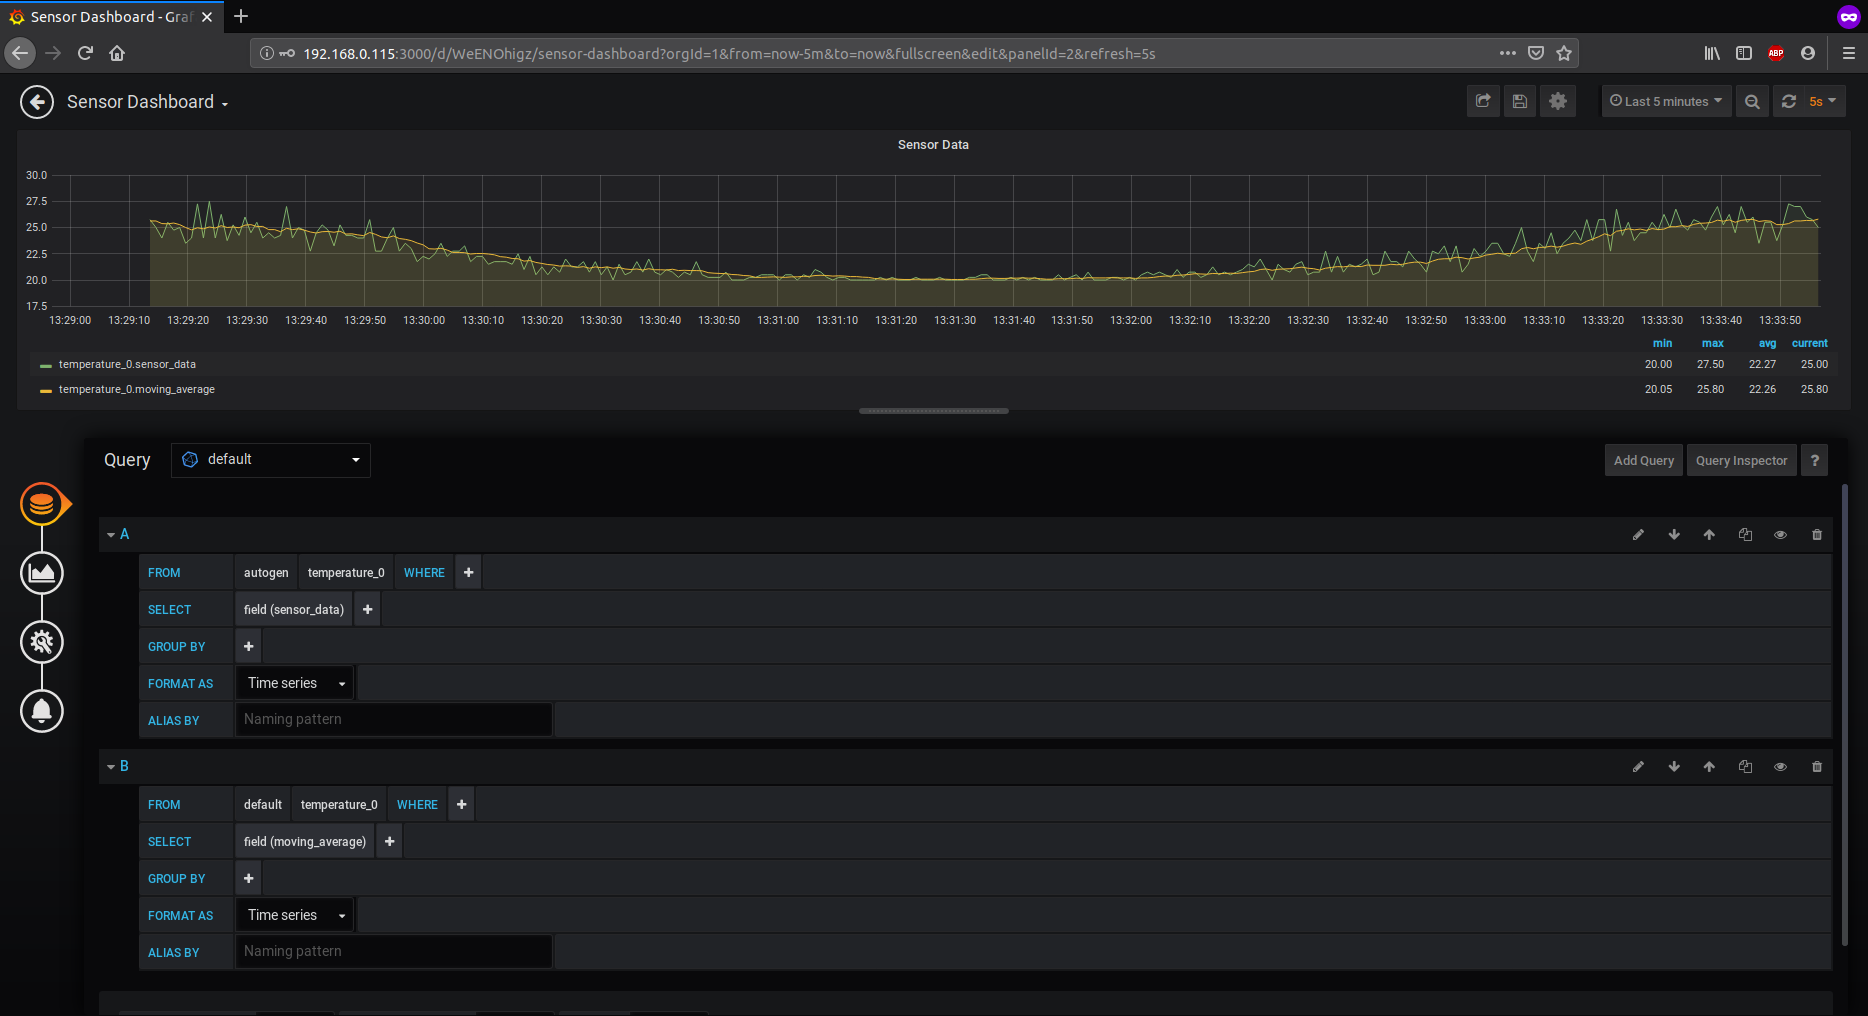 Sensor Dashboard - Graf
192.168.0.115:3000/d/WeENOhigz/sensor-dashboard?orgId=1&from=now-5m&to=now&fullscreen&edit&panelId=2&refresh=5s
ABP
Sensor Dashboard
Last 5 minutes
5s
Sensor Data
30.0
27.5
25.0
22.5
20.0
17.5
13:29:00 13:29:10 13:29:20 13:29:30 13:29:40 13:29:50 13:30:00 13:30:10 13:30:20 13:30:30 13:30:40 13:30:50 13:31:00 13:31:10 13:31:20 13:31:30 13:31:40 13:31:50 13:32:00 13:32:10 13:32:20 13:32:30 13:32:40 13:32:50 13:33:00 13:33:10 13:33:20 13:33:30 13:33:40 13:33:50
min max avg current
temperature_0.sensor_data 20.00 27.50 22.27 25.00
temperature_0.moving_average 20.05 25.80 22.26 25.80
Query default Add Query Query Inspector ?
A
FROM autogen temperature_0 WHERE +
SELECT field (sensor_data) +
GROUP BY +
FORMAT AS Time series
ALIAS BY Naming pattern
B
FROM default temperature_0 WHERE +
SELECT field (moving_average) +
GROUP BY +
FORMAT AS Time series
ALIAS BY Naming pattern